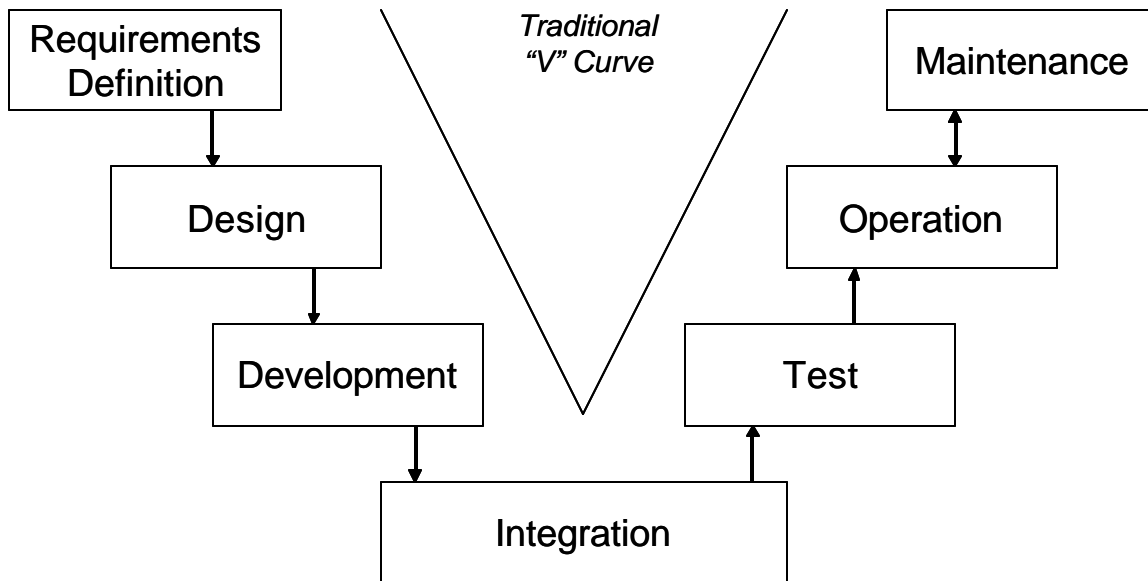 Requirements
Definition
Traditional
“V” Curve
Maintenance
Design
Operation
Development
Test
Integration